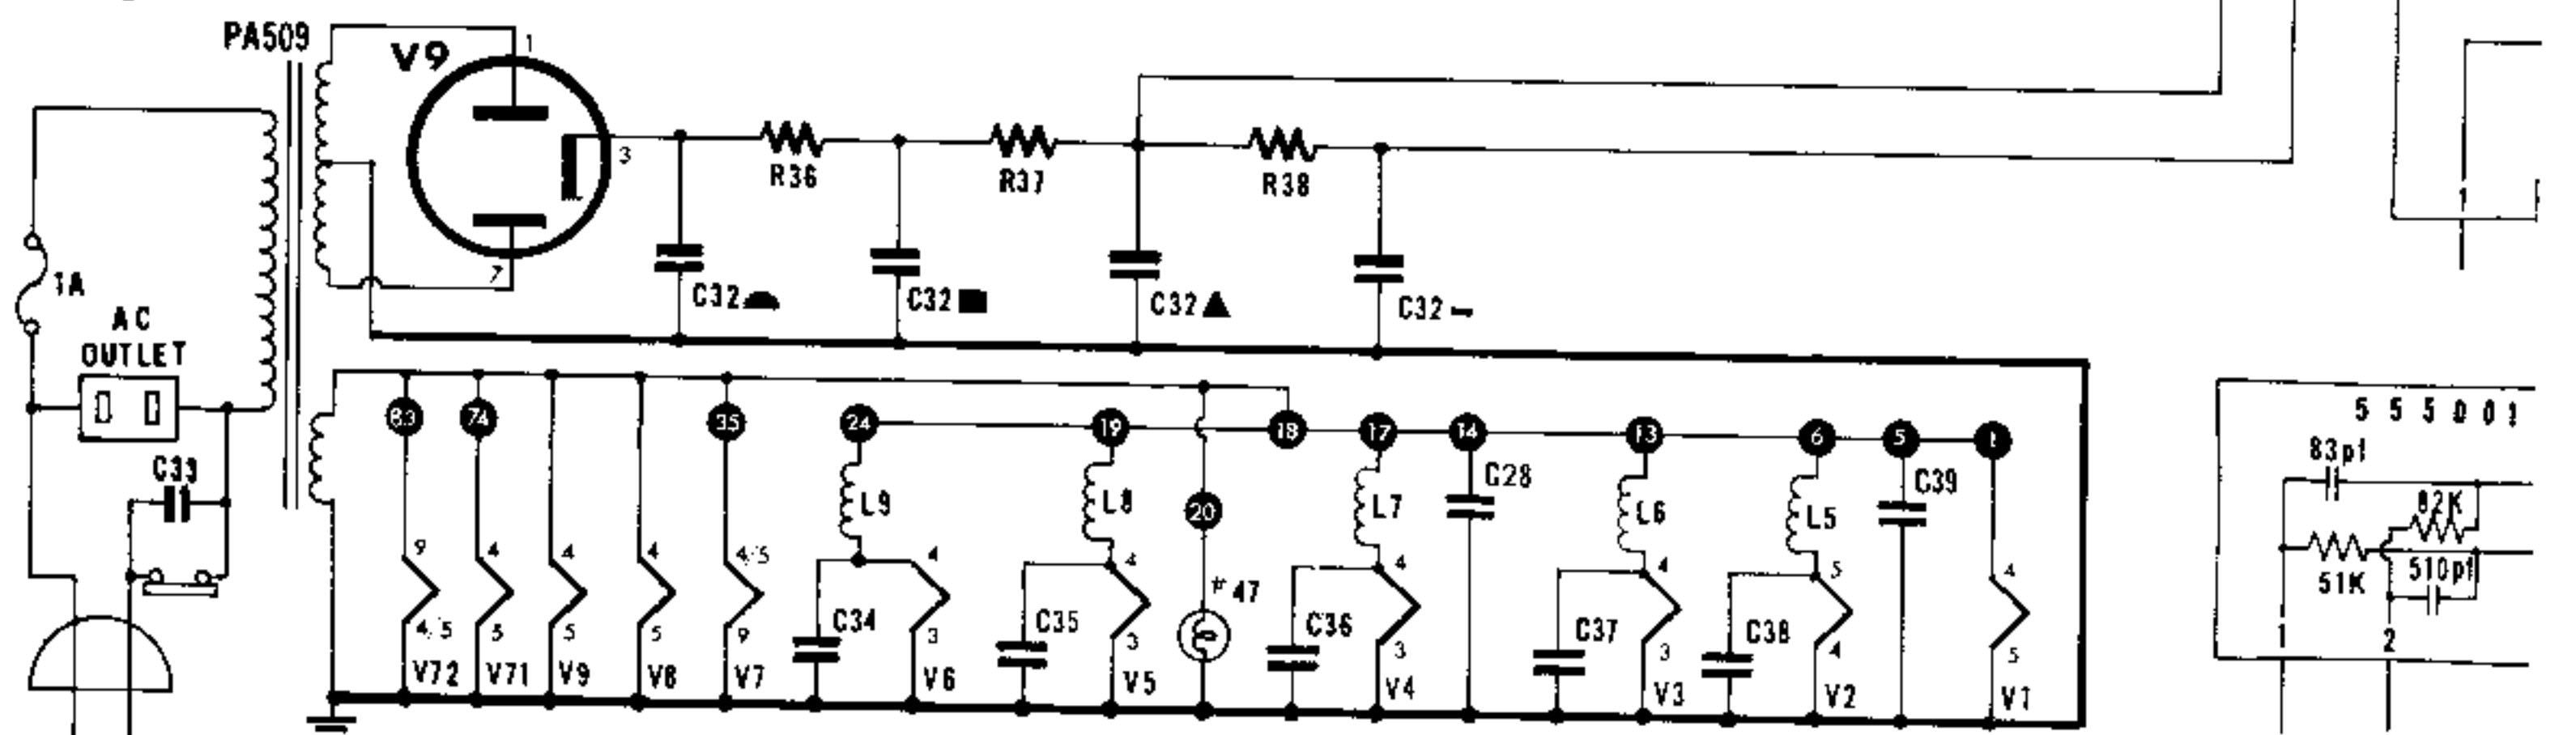 PA509
V9
1
3
7
R36
R37
R38
C32
C32
C32
C32
1A
AC
OUTLET
C33
83
74
35
24
19
18
17
14
13
6
5
1
20
L9
L8
L7
C28
L6
L5
C39
9
4
4
4
4/5
4
4
4
4
5
4
#47
C34
C35
C36
C37
C38
4/5
5
5
5
9
3
3
3
3
4
5
V72
V71
V9
V8
V7
V6
V5
V4
V3
V2
V1
1
555001
83pf
82K
51K
510pf
1
2